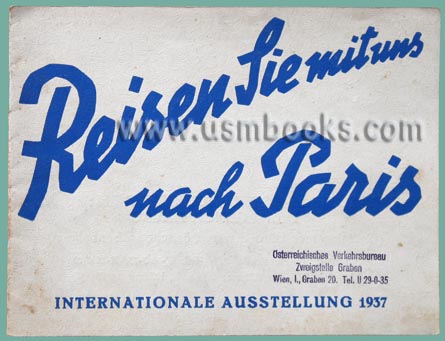 Reisen Sie mit uns
www.usmbooks.com
nach Paris
Österreichisches Verkehrsbureau
Zweigstelle Graben
Wien, I., Graben 20. Tel. U 29-0-35
INTERNATIONALE AUSSTELLUNG 1937